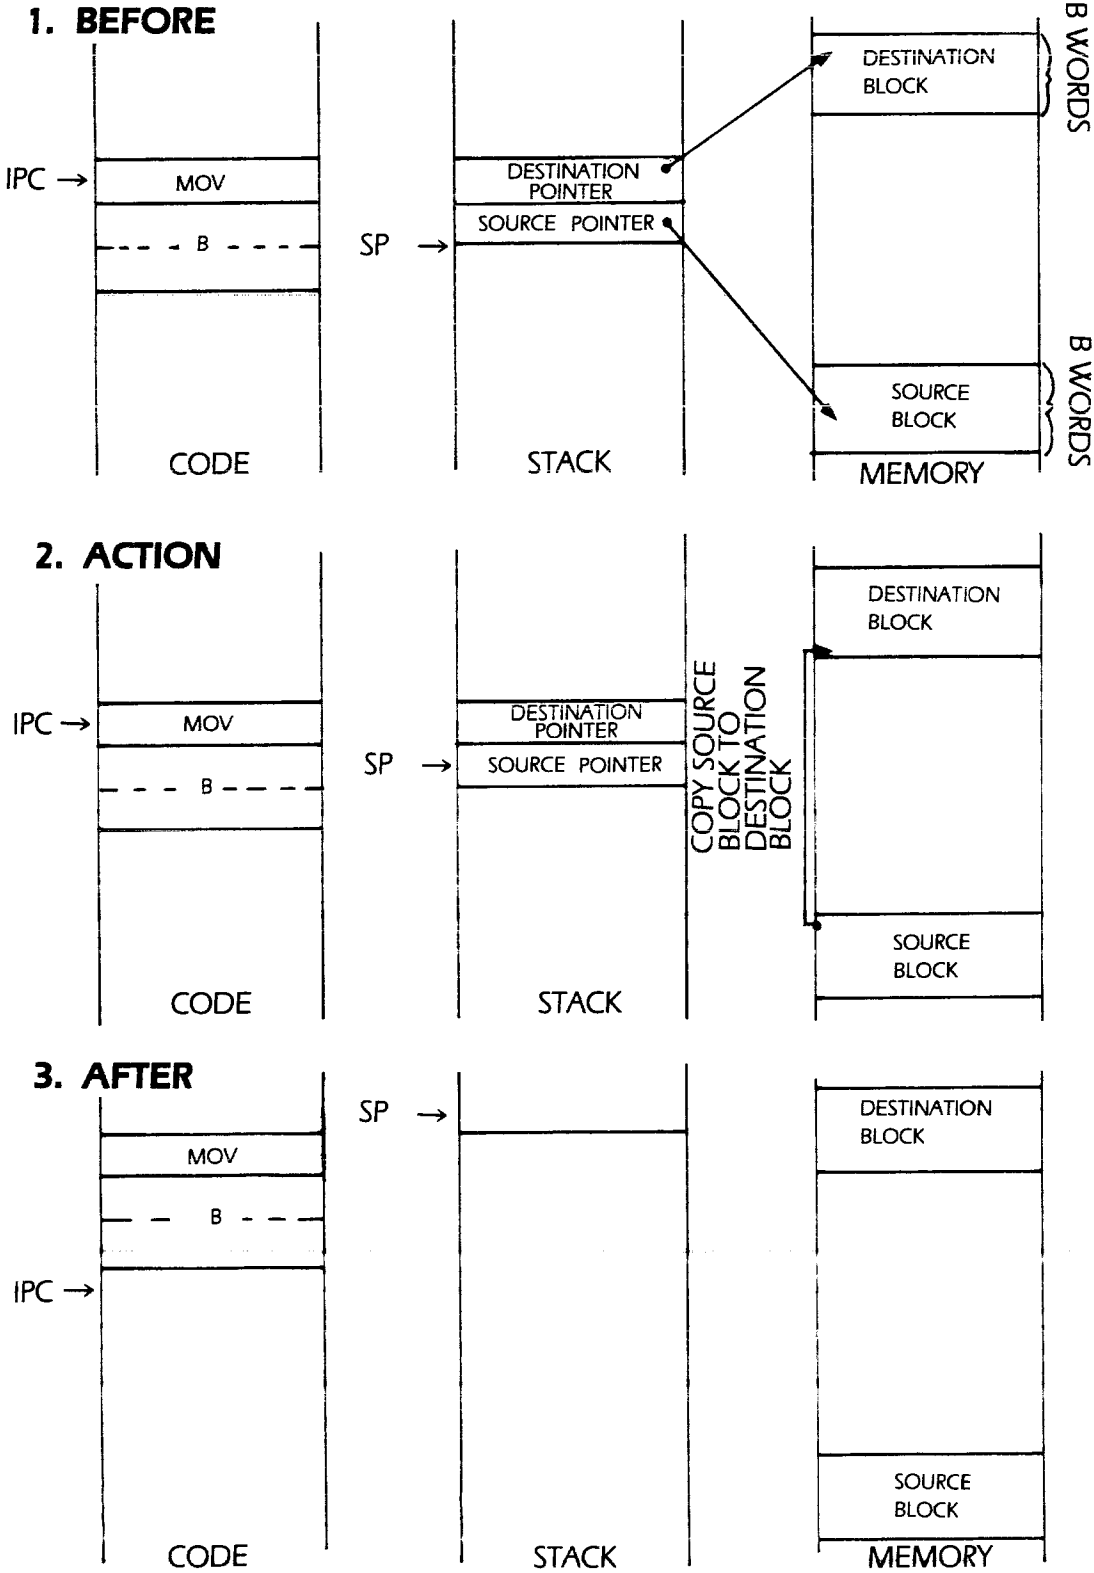 1. BEFORE
B WORDS
DESTINATION
BLOCK
IPC →
MOV
DESTINATION
POINTER
B
SP →
SOURCE POINTER
B WORDS
SOURCE
BLOCK
CODE
STACK
MEMORY
2. ACTION
DESTINATION
BLOCK
IPC →
MOV
DESTINATION
POINTER
COPY SOURCE
BLOCK TO
DESTINATION
BLOCK
SP →
SOURCE POINTER
B
SOURCE
BLOCK
CODE
STACK
3. AFTER
SP →
DESTINATION
BLOCK
MOV
B
IPC →
SOURCE
BLOCK
CODE
STACK
MEMORY